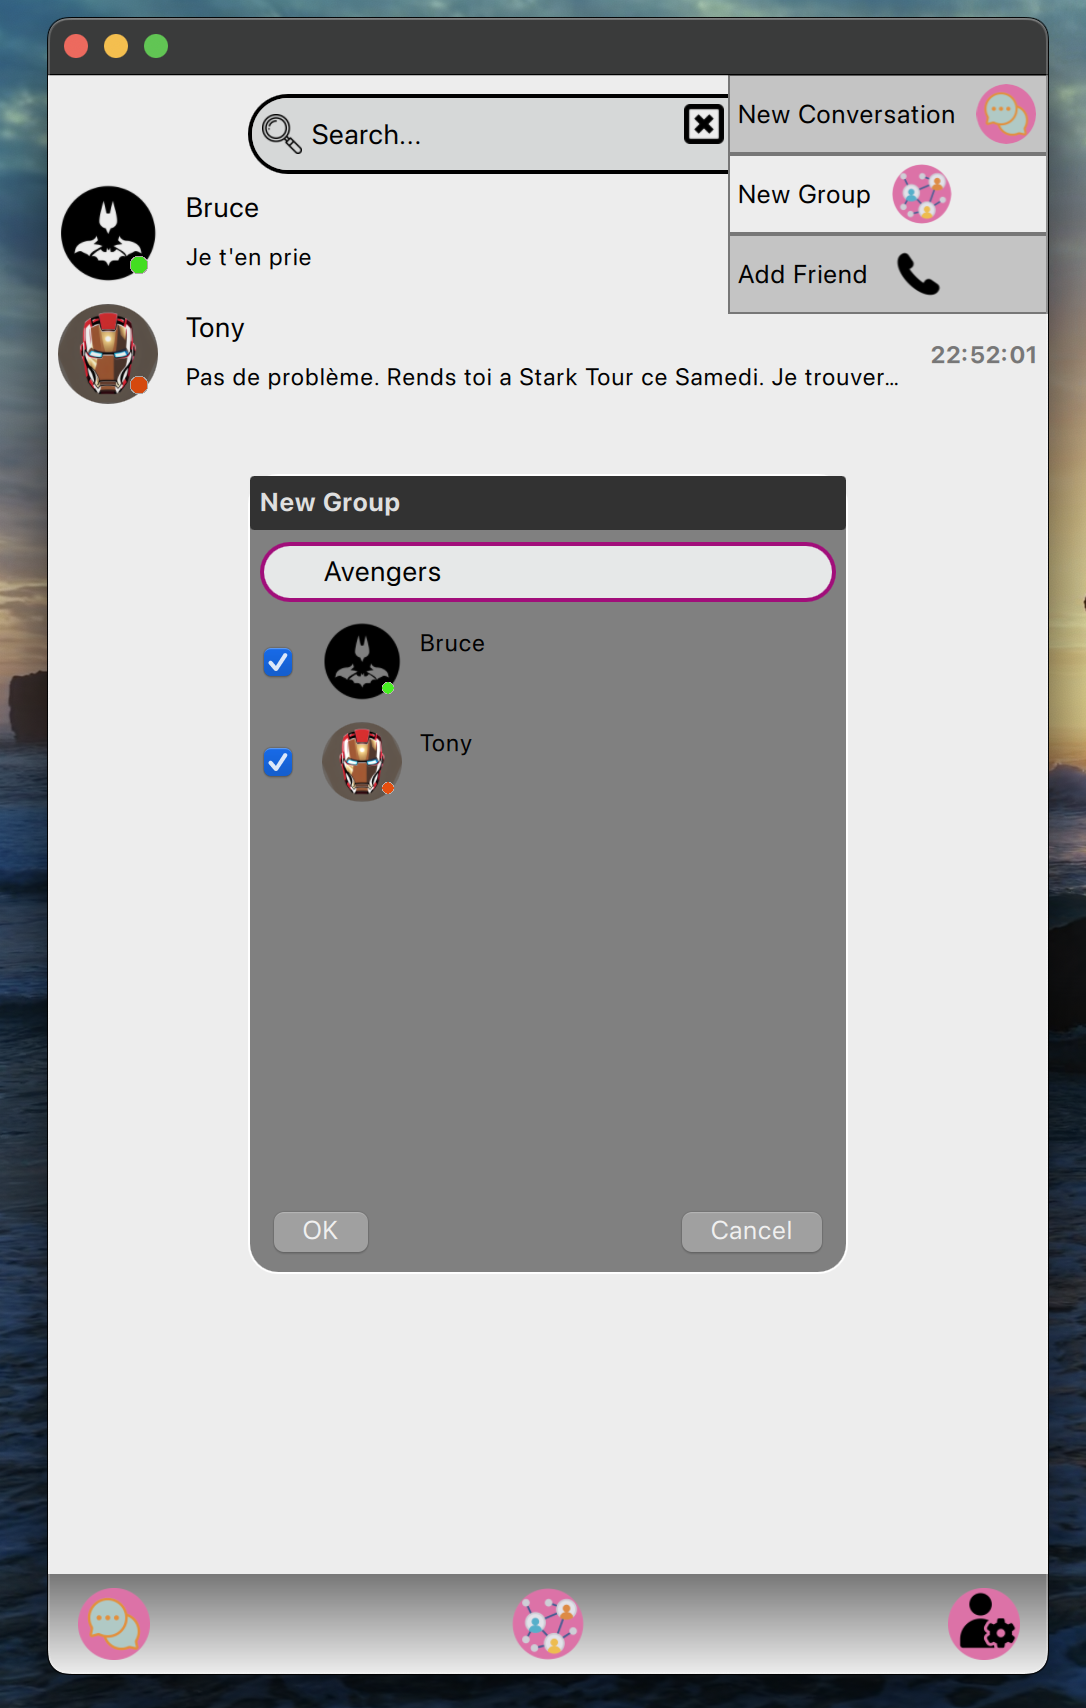 Search...
New Conversation
New Group
Add Friend
Bruce
Je t'en prie
Tony
22:52:01
Pas de problème. Rends toi a Stark Tour ce Samedi. Je trouver...
New Group
Avengers
Bruce
Tony
OK
Cancel